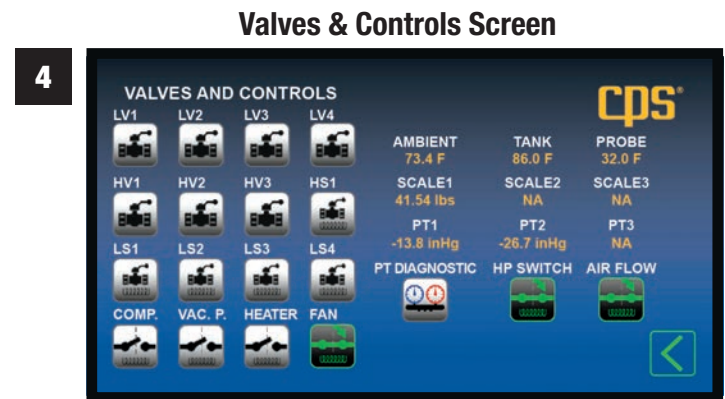 Valves & Controls Screen
4
VALVES AND CONTROLS
cps®
LV1 LV2 LV3 LV4
AMBIENT TANK PROBE
73.4 F 86.0 F 32.0 F
HV1 HV2 HV3 HS1
SCALE1 SCALE2 SCALE3
41.54 lbs NA NA
PT1 PT2 PT3
-13.8 inHg -26.7 inHg NA
LS1 LS2 LS3 LS4
PT DIAGNOSTIC HP SWITCH AIR FLOW
COMP. VAC. P. HEATER FAN